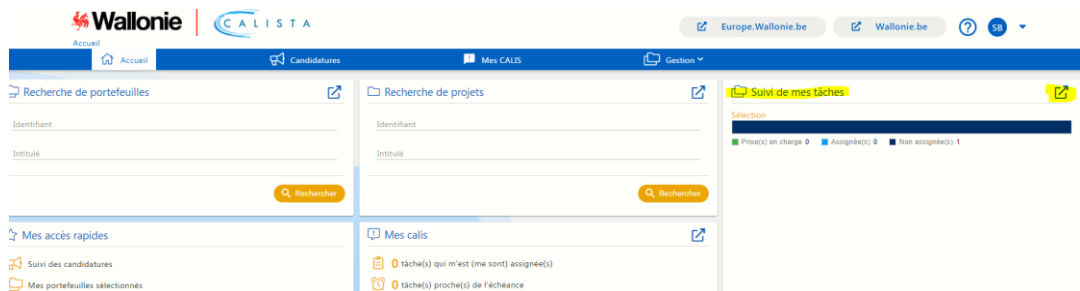 Wallonie CALISTA
Europe.Wallonie.be Wallonie.be ? SB
Accueil
Accueil Candidatures Mes CALIS Gestion
Recherche de portefeuilles
Identifiant
Intitulé
Rechercher
Recherche de projets
Identifiant
Intitulé
Rechercher
Suivi de mes tâches
Sélection
Prise(s) en charge 0 Assignée(s) 0 Non assignée(s) 1
Mes accès rapides
Suivi des candidatures
Mes portefeuilles sélectionnés
Mes calis
0 tâche(s) qui m'est (me sont) assignée(s)
0 tâche(s) proche(s) de l'échéance